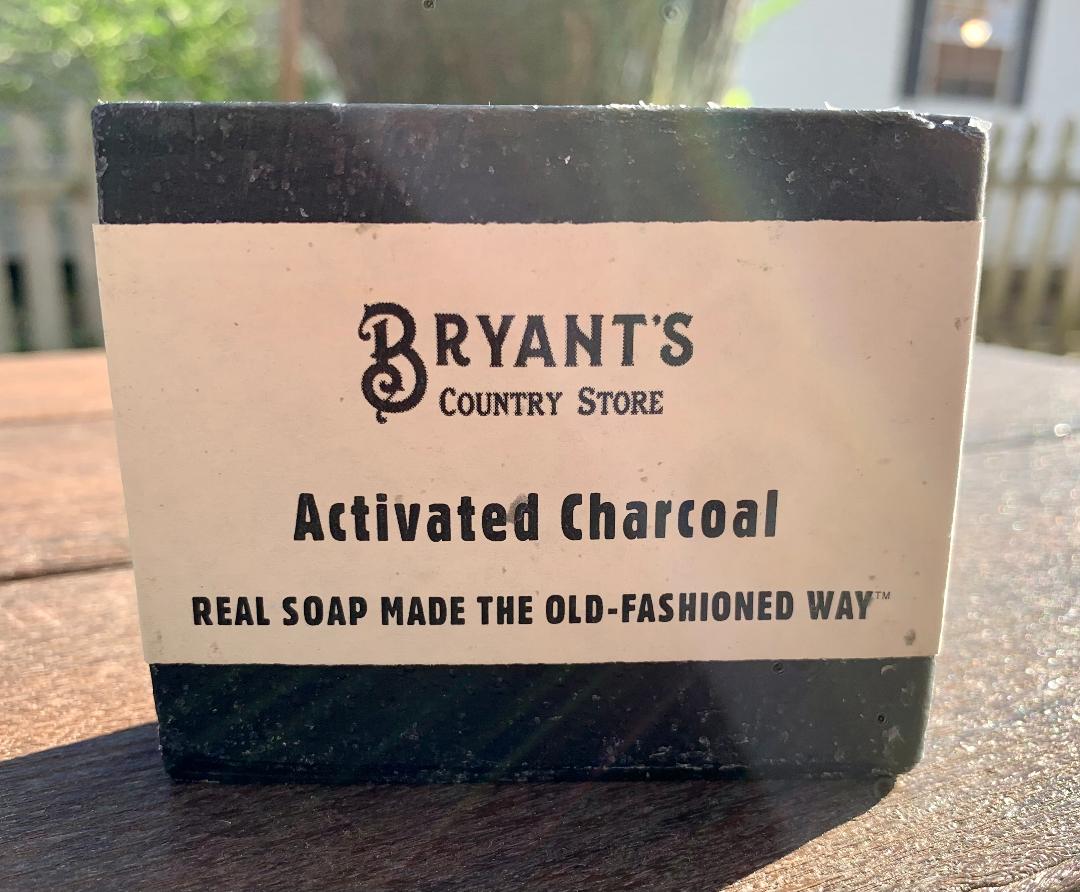 BRYANT'S
COUNTRY STORE
Activated Charcoal
REAL SOAP MADE THE OLD-FASHIONED WAY™